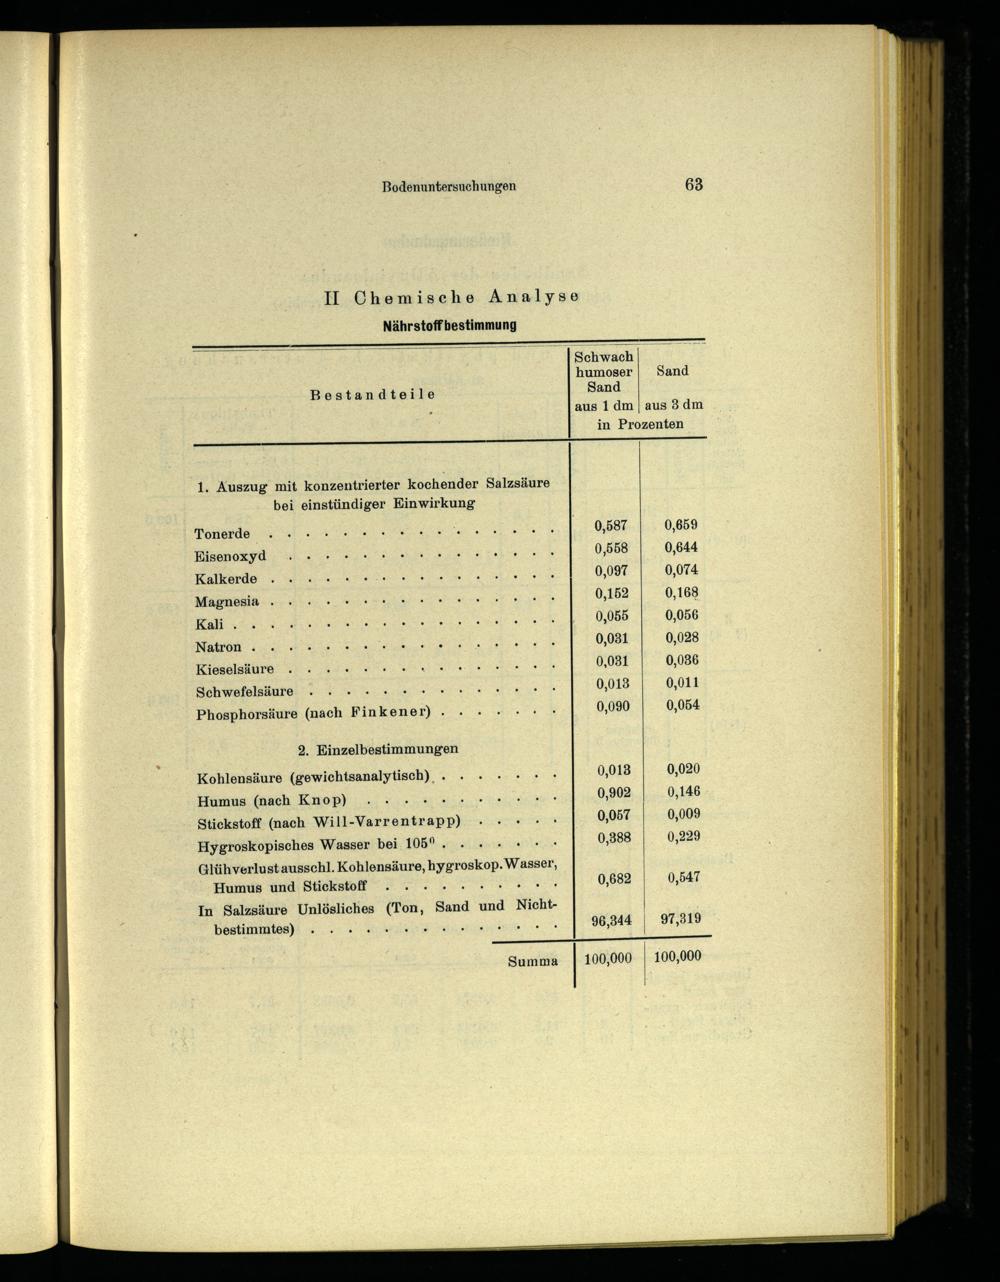 Bodenuntersuchungen 63
II Chemische Analyse
Nährstoffbestimmung
Bestandteile
Schwach
humoser
Sand
aus 1 dm
Sand
aus 3 dm
in Prozenten
1. Auszug mit konzentrierter kochender Salzsäure
bei einstündiger Einwirkung
Tonerde . . . . . . . . . . . . . . . . 0,587 0,659
Eisenoxyd . . . . . . . . . . . . . . . 0,558 0,644
Kalkerde . . . . . . . . . . . . . . . . 0,097 0,074
Magnesia . . . . . . . . . . . . . . . . 0,152 0,168
Kali . . . . . . . . . . . . . . . . . . 0,055 0,056
Natron . . . . . . . . . . . . . . . . . 0,031 0,028
Kieselsäure . . . . . . . . . . . . . . . 0,031 0,036
Schwefelsäure . . . . . . . . . . . . . . 0,013 0,011
Phosphorsäure (nach Finkener) . . . . . . . 0,090 0,054
2. Einzelbestimmungen
Kohlensäure (gewichtsanalytisch) . . . . . . . 0,013 0,020
Humus (nach Knop) . . . . . . . . . . . 0,902 0,146
Stickstoff (nach Will-Varrentrapp) . . . . . 0,057 0,009
Hygroskopisches Wasser bei 105⁰ . . . . . . . 0,388 0,229
Glühverlust ausschl. Kohlensäure, hygroskop. Wasser,
Humus und Stickstoff . . . . . . . . . . 0,682 0,547
In Salzsäure Unlösliches (Ton, Sand und Nicht-
bestimmtes) . . . . . . . . . . . . . . 96,344 97,319
Summa 100,000 100,000